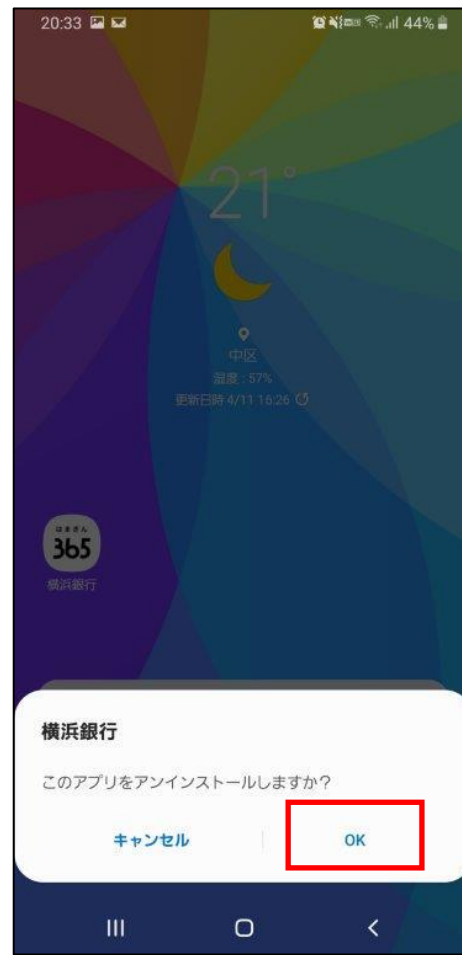 20:33
44%
21°
中区
湿度 : 57%
更新日時 4/11 16:26
はまぎん
365
横浜銀行
横浜銀行
このアプリをアンインストールしますか?
キャンセル
OK